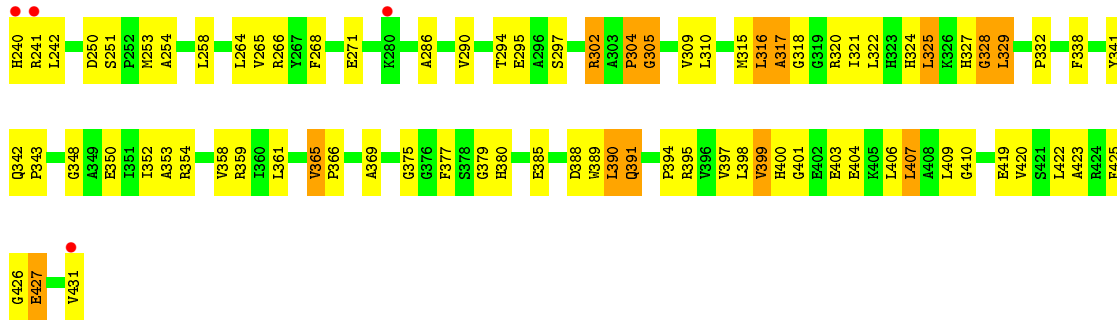 H240 R241 L242 D250 S251 P252 M253 A254 L258 L264 V265 R266 Y267 F268 E271 K280 A286 V290 T294 E295 A296 S297 R302 A303 P304 G305 V309 L310 M315 L316 A317 G318 G319 R320 I321 L322 H323 H324 L325 K326 H327 G328 L329 P332 F338 Y341
Q342 P343 G348 A349 E350 I351 I352 A353 R354 V358 R359 I360 L361 V365 P366 A369 G375 G376 F377 S378 G379 H380 E385 D388 W389 L390 Q391 P394 R395 V396 V397 L398 V399 H400 G401 E402 E403 E404 K405 L406 L407 A408 L409 G410 E419 V420 S421 L422 A423 R424 F425
G426 E427 V431